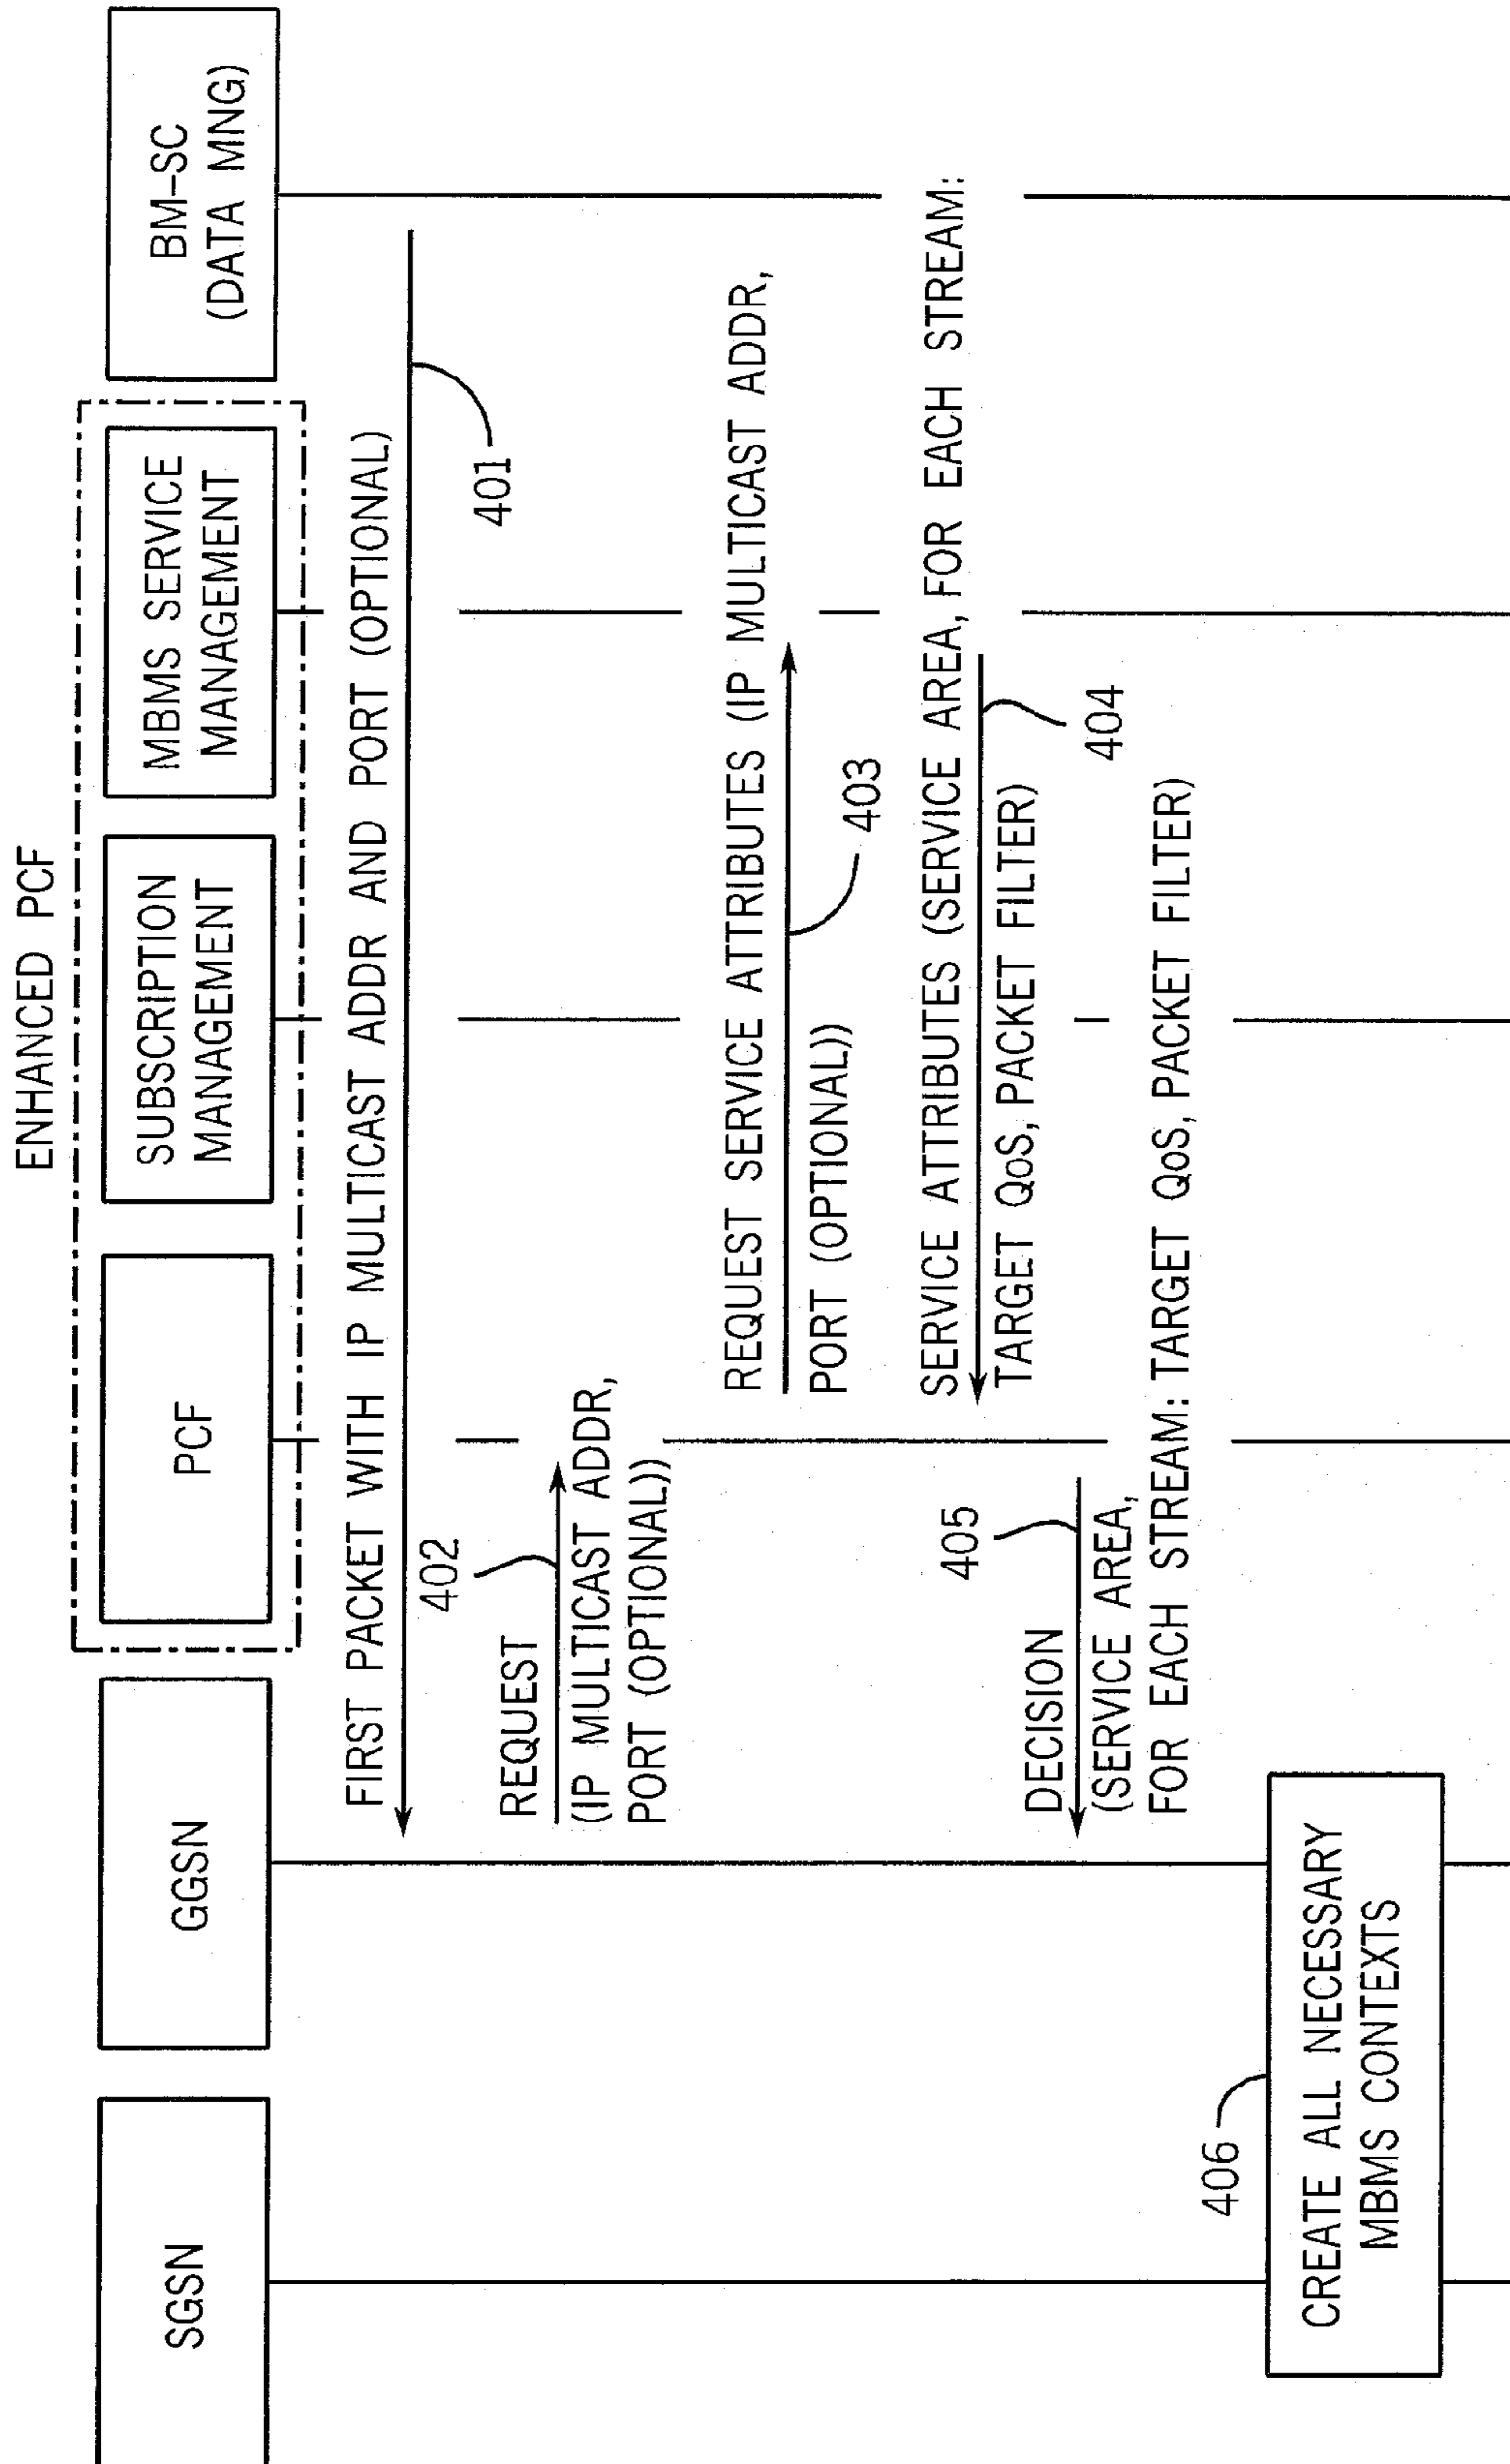 ENHANCED PCF
SGSN
GGSN
PCF
SUBSCRIPTION
MANAGEMENT
MBMS SERVICE
MANAGEMENT
BM-SC
(DATA MNG)
FIRST PACKET WITH IP MULTICAST ADDR AND PORT (OPTIONAL)
401
402
REQUEST
(IP MULTICAST ADDR,
PORT (OPTIONAL))
REQUEST SERVICE ATTRIBUTES (IP MULTICAST ADDR,
PORT (OPTIONAL))
403
SERVICE ATTRIBUTES (SERVICE AREA, FOR EACH STREAM:
TARGET QoS, PACKET FILTER)
404
405
DECISION
(SERVICE AREA,
FOR EACH STREAM: TARGET QoS, PACKET FILTER)
406
CREATE ALL NECESSARY
MBMS CONTEXTS